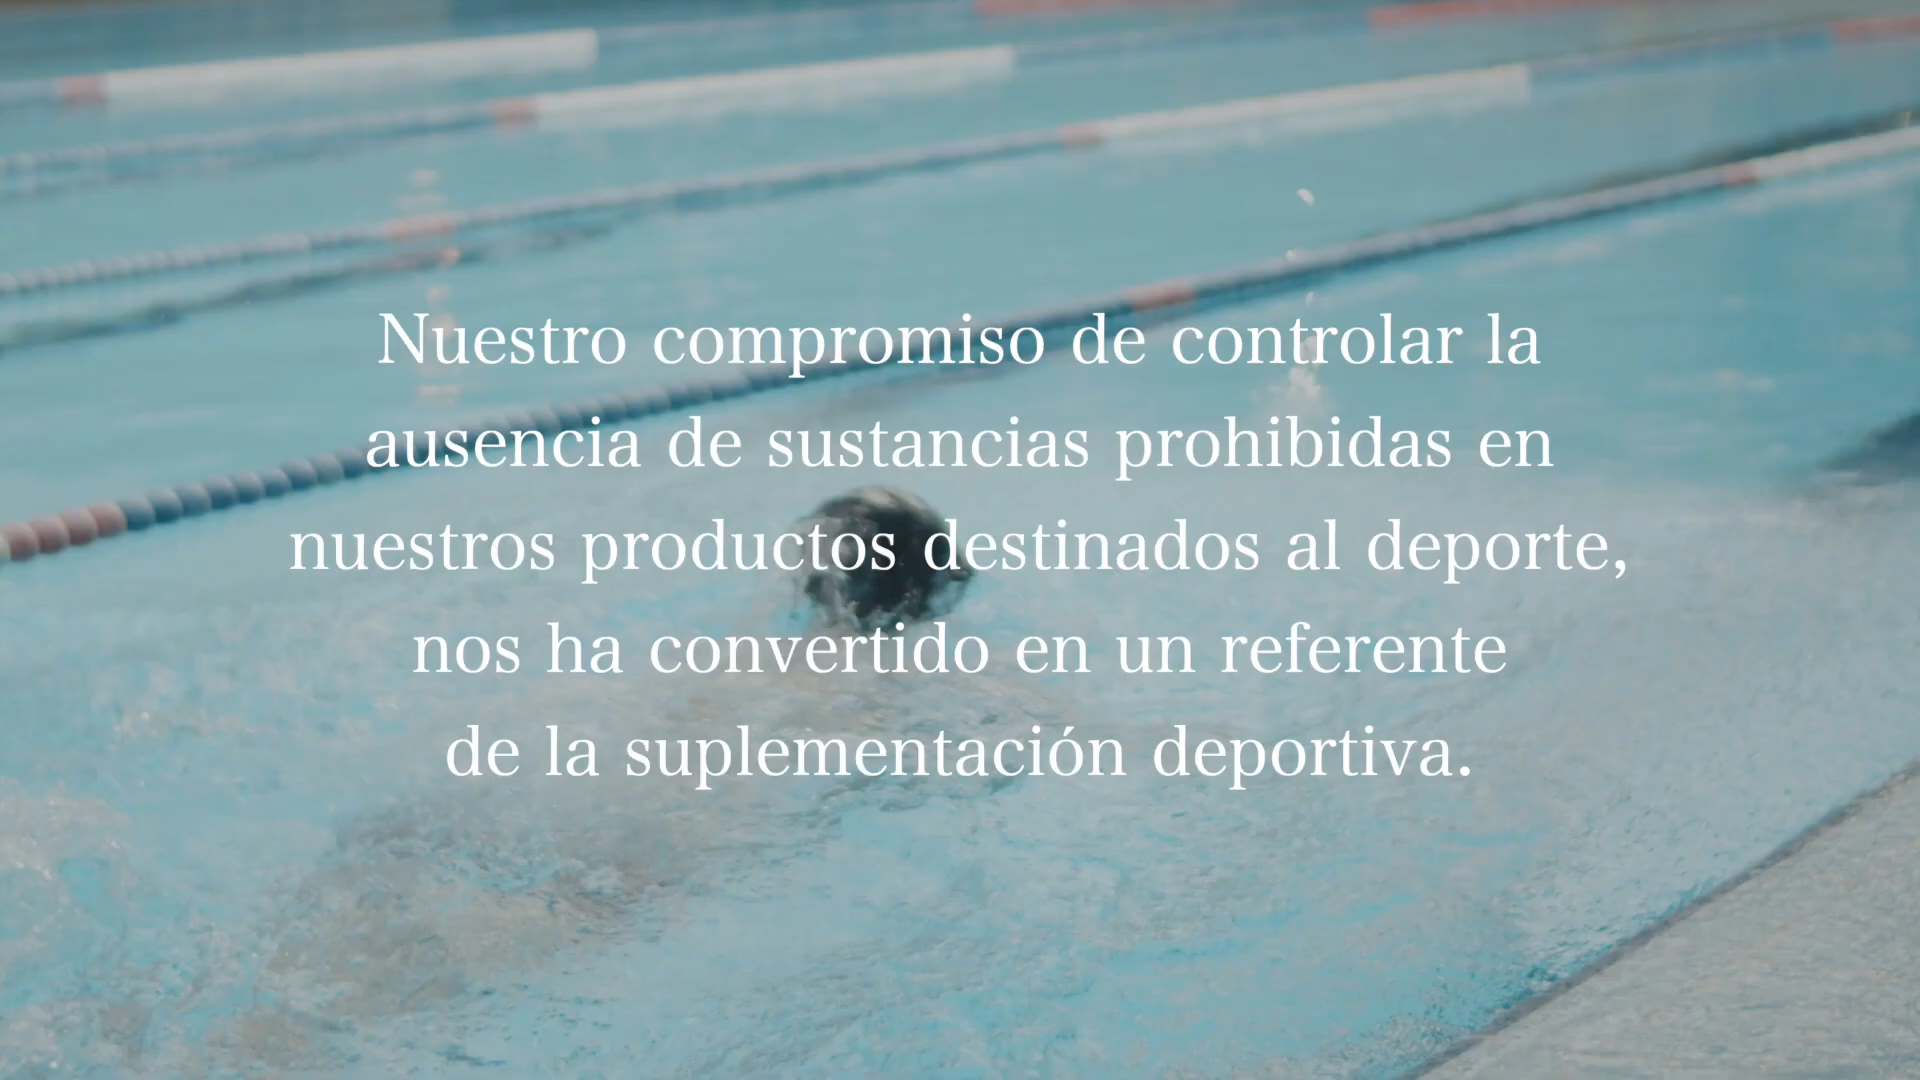 Nuestro compromiso de controlar la
ausencia de sustancias prohibidas en
nuestros productos destinados al deporte,
nos ha convertido en un referente
de la suplementación deportiva.